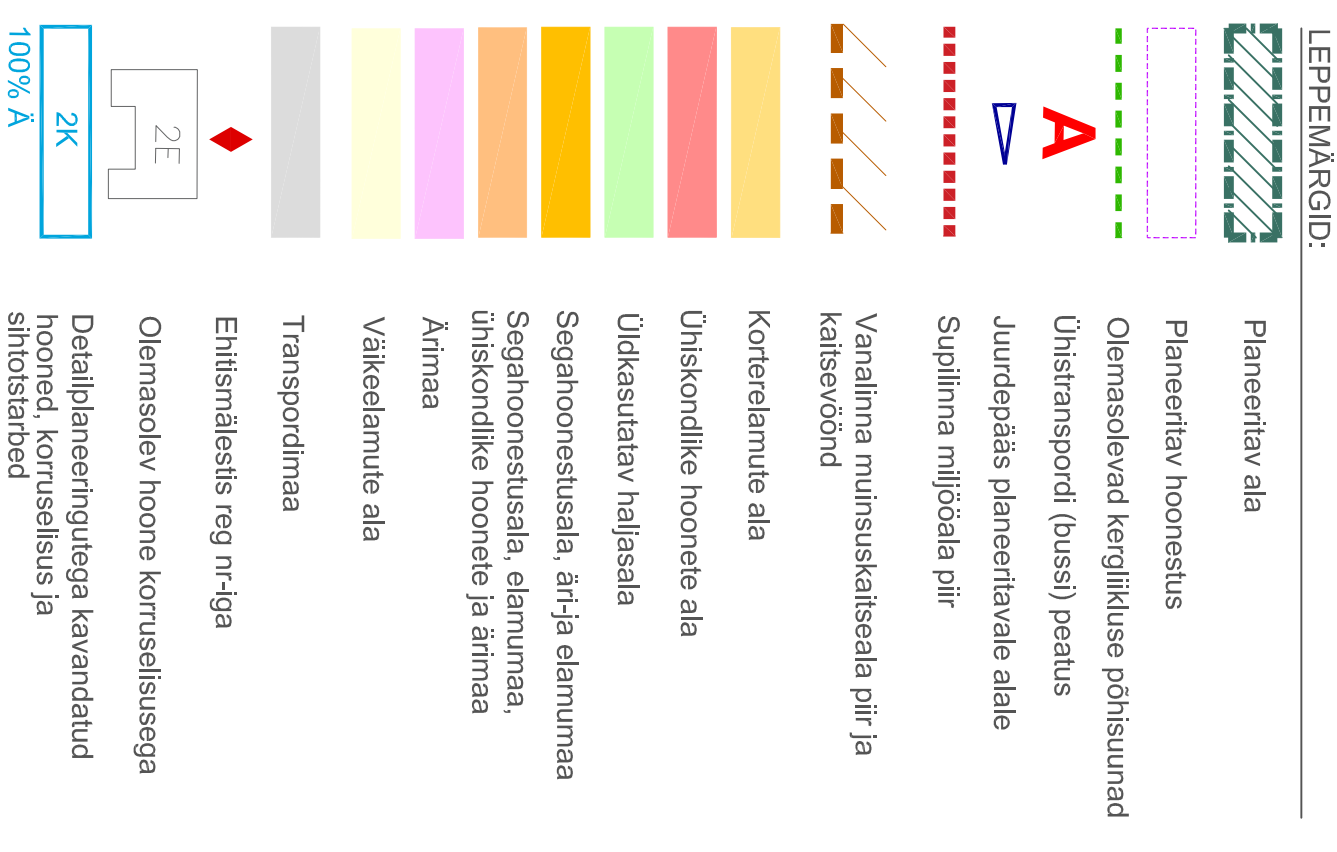 LEPPEMÄRGID:
Planeeritav ala
Planeeritav hoonestus
Olemasolevad kergliikluse põhisuunad
A
Ühistranspordi (bussi) peatus
Juurdepääs planeeritavale alale
Supilinna miljööala piir
Vanalinna muinsuskaitseala piir ja
kaitsevöönd
Korterelamute ala
Ühiskondlike hoonete ala
Üldkasutatav haljasala
Segahoonestusala, äri-ja elamumaa
Segahoonestusala, elamumaa,
ühiskondlike hoonete ja ärimaa
Ärimaa
Väikeelamute ala
Transpordimaa
Ehitismälestis reg nr-iga
2E
Olemasolev hoone korruselisusega
2K
100% Ä
Detailplaneeringutega kavandatud
hooned, korruselisus ja
sihtotstarbed